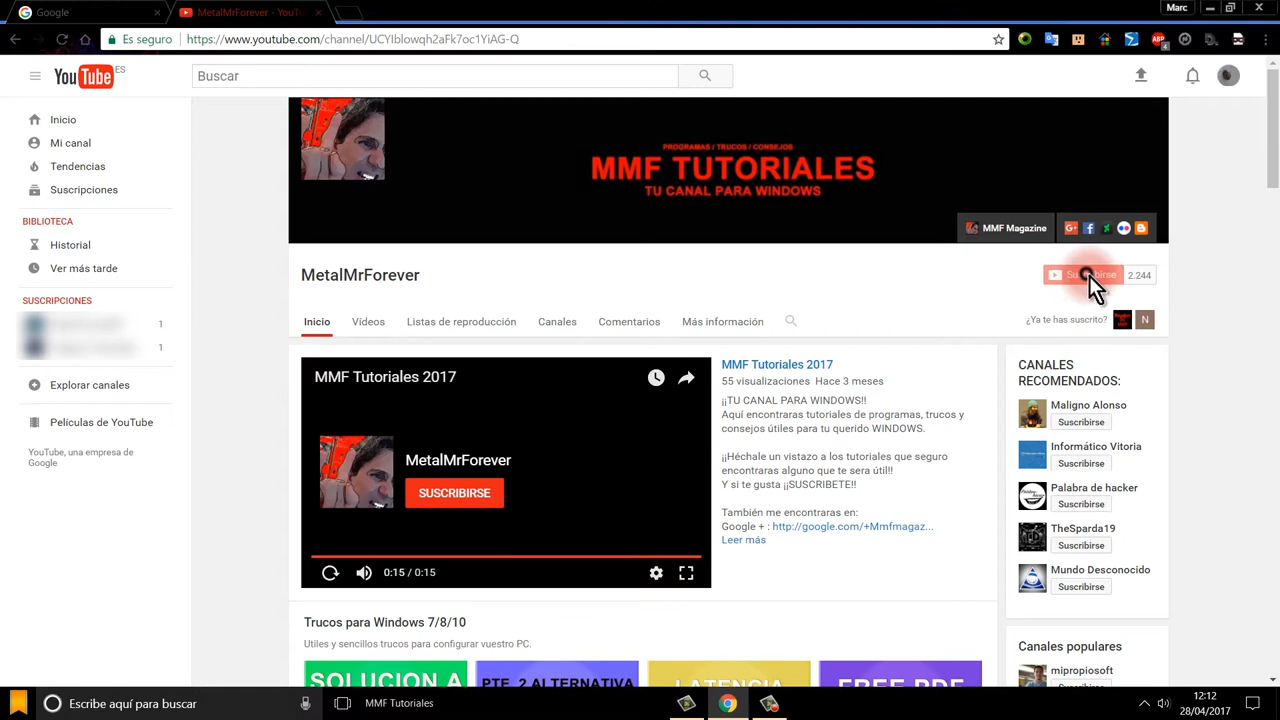 Google
MetalMrForever - YouTu
Marc
Es seguro
https://www.youtube.com/channel/UCYIblowqh2aFk7oc1YiAG-Q
4
YouTube ES
Buscar
Inicio
Mi canal
Tendencias
Suscripciones
BIBLIOTECA
Historial
Ver más tarde
SUSCRIPCIONES
1
1
Explorar canales
Películas de YouTube
YouTube, una empresa de
Google
PROGRAMAS / TRUCOS / CONSEJOS
MMF TUTORIALES
TU CANAL PARA WINDOWS
MMF Magazine
G+
MetalMrForever
Suscribirse 2.244
Inicio
Vídeos
Listas de reproducción
Canales
Comentarios
Más información
¿Ya te has suscrito?
N
MMF Tutoriales 2017
MetalMrForever
SUSCRIBIRSE
0:15 / 0:15
MMF Tutoriales 2017
55 visualizaciones Hace 3 meses
¡¡TU CANAL PARA WINDOWS!!
Aquí encontraras tutoriales de programas, trucos y
consejos útiles para tu querido WINDOWS.
¡¡Héchale un vistazo a los tutoriales que seguro
encontraras alguno que te sera útil!!
Y si te gusta ¡¡SUSCRIBETE!!
También me encontraras en:
Google + : http://google.com/+Mmfmagaz...
Leer más
CANALES
RECOMENDADOS:
Maligno Alonso
Suscribirse
Informático Vitoria
Suscribirse
Palabra de hacker
Suscribirse
TheSparda19
Suscribirse
Mundo Desconocido
Suscribirse
Canales populares
mipropiosoft
Trucos para Windows 7/8/10
Utiles y sencillos trucos para configurar vuestro PC.
SOLUCION A
PTE. 2 ALTERNATIVA
LATENCIA
FREE PDF
Escribe aquí para buscar
MMF Tutoriales
12:12
28/04/2017